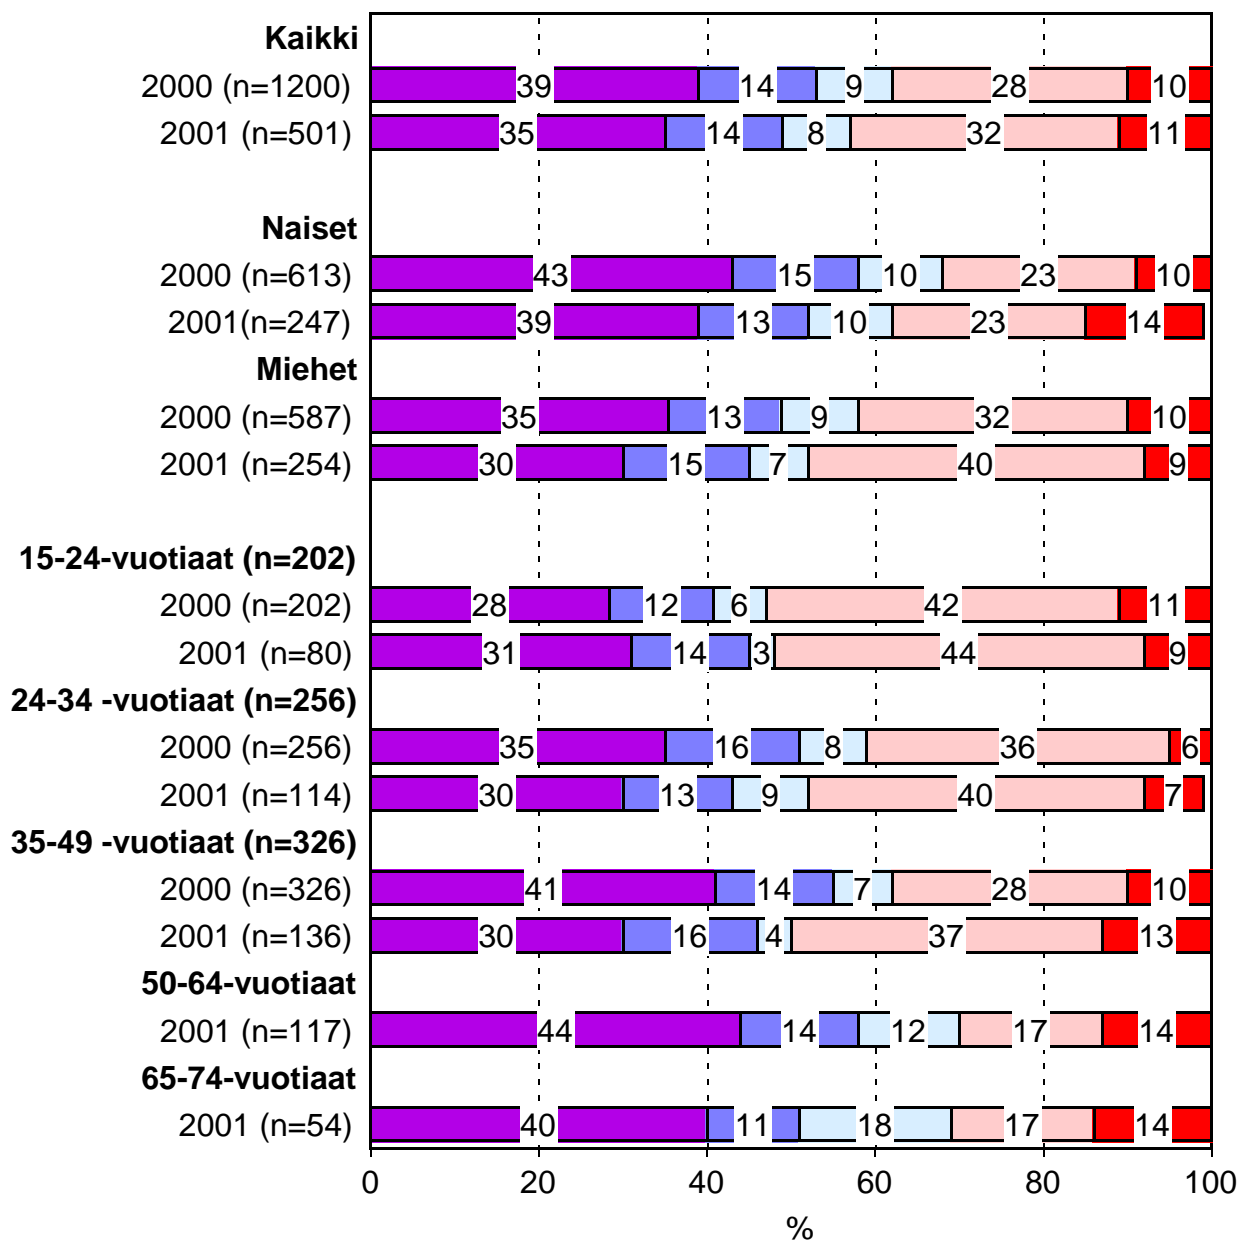 Kaikki
2000 (n=1200) 39 14 9 28 10
2001 (n=501) 35 14 8 32 11
Naiset
2000 (n=613) 43 15 10 23 10
2001(n=247) 39 13 10 23 14
Miehet
2000 (n=587) 35 13 9 32 10
2001 (n=254) 30 15 7 40 9
15-24-vuotiaat (n=202)
2000 (n=202) 28 12 6 42 11
2001 (n=80) 31 14 3 44 9
24-34 -vuotiaat (n=256)
2000 (n=256) 35 16 8 36 6
2001 (n=114) 30 13 9 40 7
35-49 -vuotiaat (n=326)
2000 (n=326) 41 14 7 28 10
2001 (n=136) 30 16 4 37 13
50-64-vuotiaat
2001 (n=117) 44 14 12 17 14
65-74-vuotiaat
2001 (n=54) 40 11 18 17 14
0 20 40 60 80 100
%